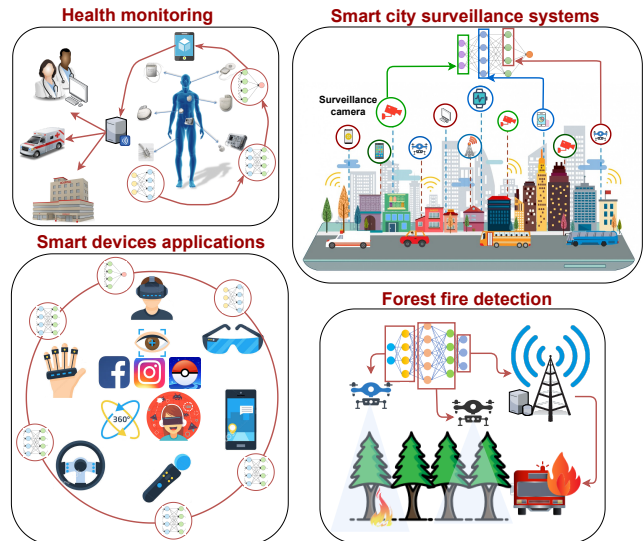 Health monitoring
Smart city surveillance systems
Surveillance
camera
Smart devices applications
360°
Forest fire detection